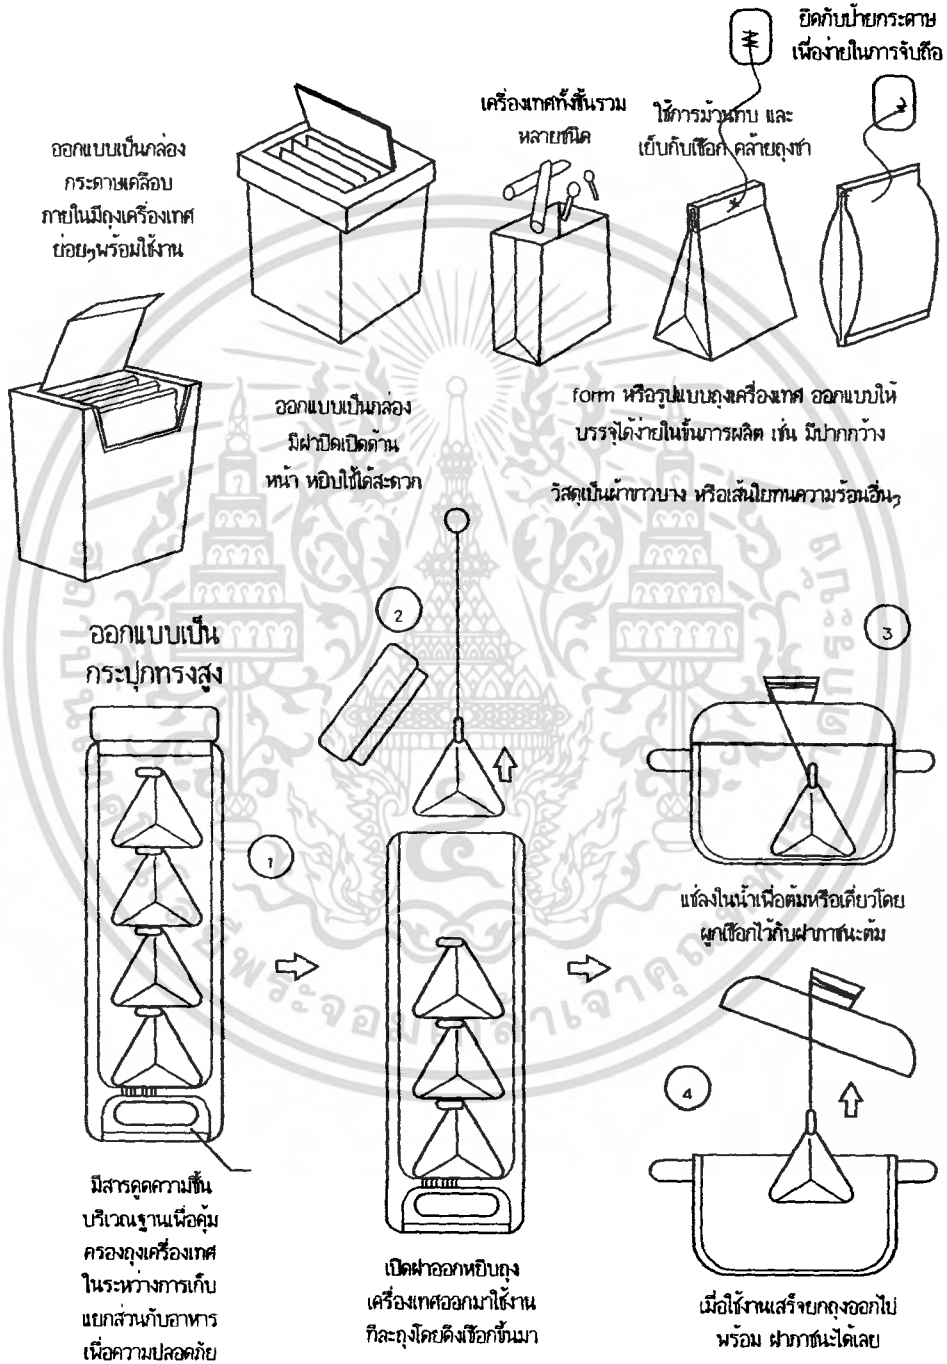 ยึดกับป้ายกระดาษ
เพื่อง่ายในการจับถือ
เครื่องเทศทั้งชิ้นรวม
หลายชนิด
ใช้การม้วนทบ และ
เย็บกับเชือก คล้ายถุงชา
ออกแบบเป็นกล่อง
กระดาษเคลือบ
ภายในมีถุงเครื่องเทศ
ย่อยๆพร้อมใช้งาน
ออกแบบเป็นกล่อง
มีฝาปิดเปิดด้าน
หน้า หยิบใช้ได้สะดวก
form หรือรูปแบบถุงเครื่องเทศ ออกแบบให้
บรรจุได้ง่ายในขั้นการผลิต เช่น มีปากกว้าง
วัสดุเป็นผ้าขาวบาง หรือเส้นใยทนความร้อนอื่นๆ
ออกแบบเป็น
กระปุกทรงสูง
1
2
3
4
มีสารดูดความชื้น
บริเวณฐานเพื่อคุ้ม
ครองถุงเครื่องเทศ
ในระหว่างการเก็บ
แยกส่วนกับอาหาร
เพื่อความปลอดภัย
เปิดฝาออกหยิบถุง
เครื่องเทศออกมาใช้งาน
ทีละถุงโดยดึงเชือกขึ้นมา
แช่ลงในน้ำเพื่อต้มหรือเคี่ยวโดย
ผูกเชือกไว้กับฝาภาชนะต้ม
เมื่อใช้งานเสร็จยกถุงออกไป
พร้อม ฝาภาชนะได้เลย